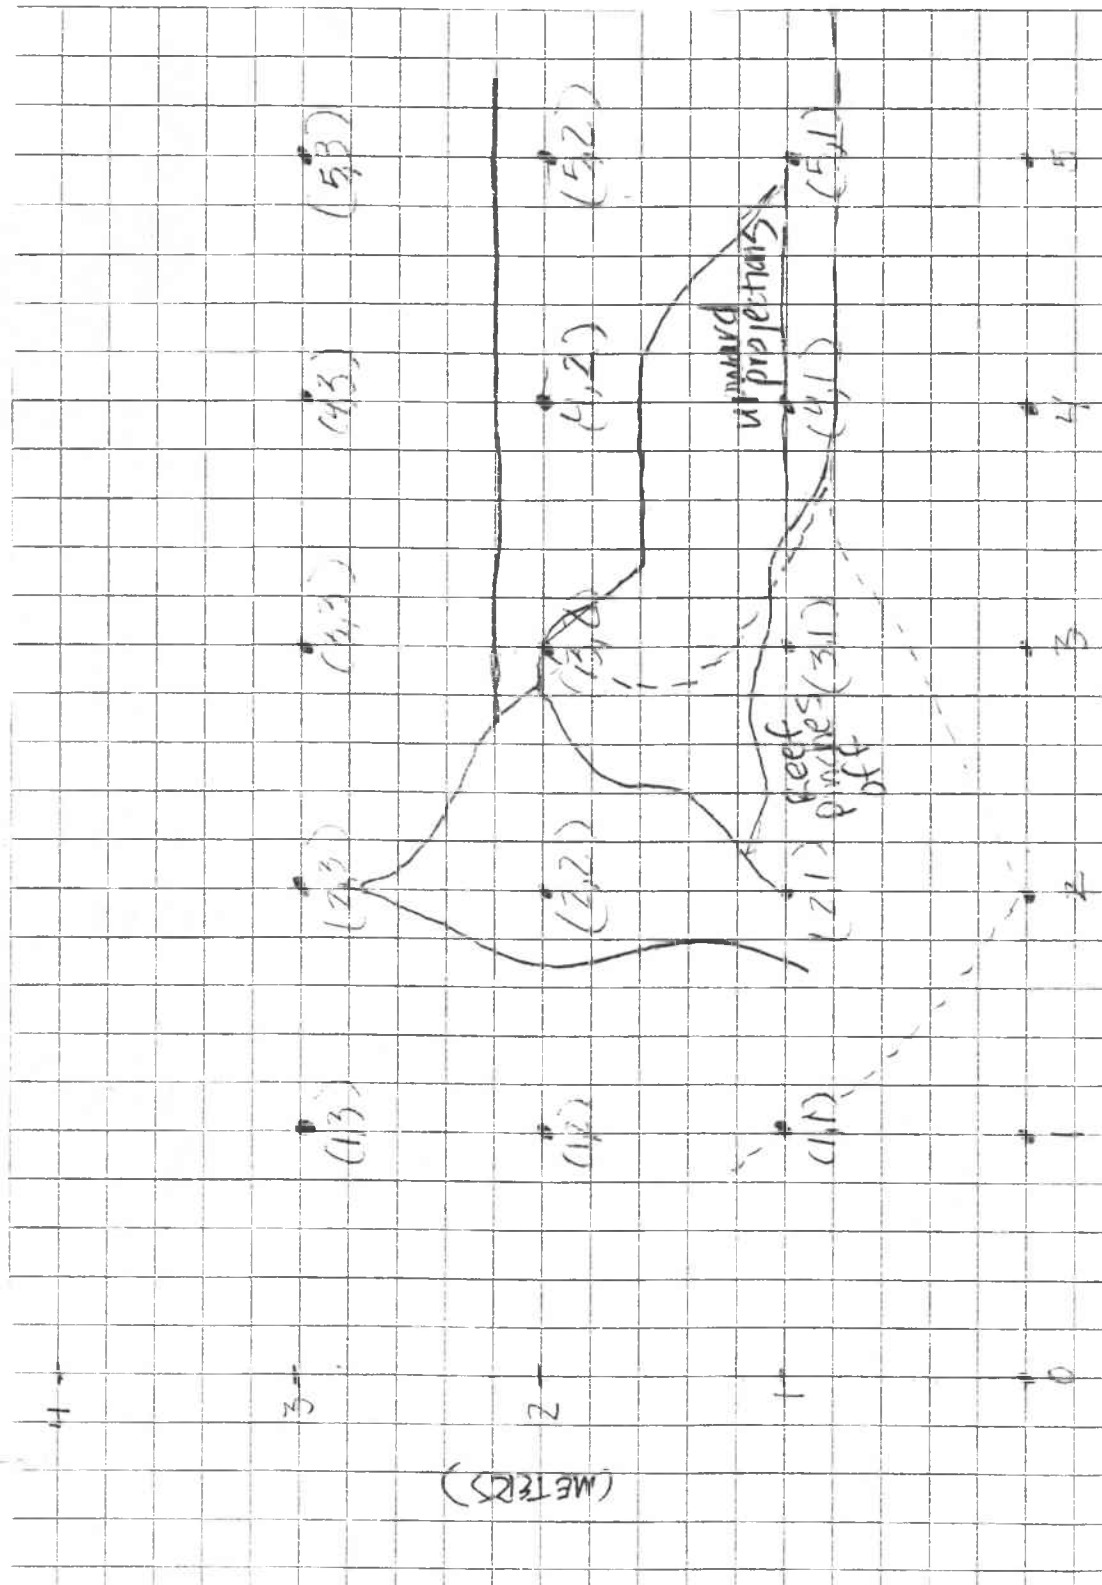 4
3
(1,3) (2,3) (4,3) (5,3)
2
(1,2) (2,2) (4,2) (5,2)
(METERS)
upward
projections
1
Reef
(1,1) (2,1) pinches (3,1) (4,1) (5,1)
off
0 1 2 3 4 5